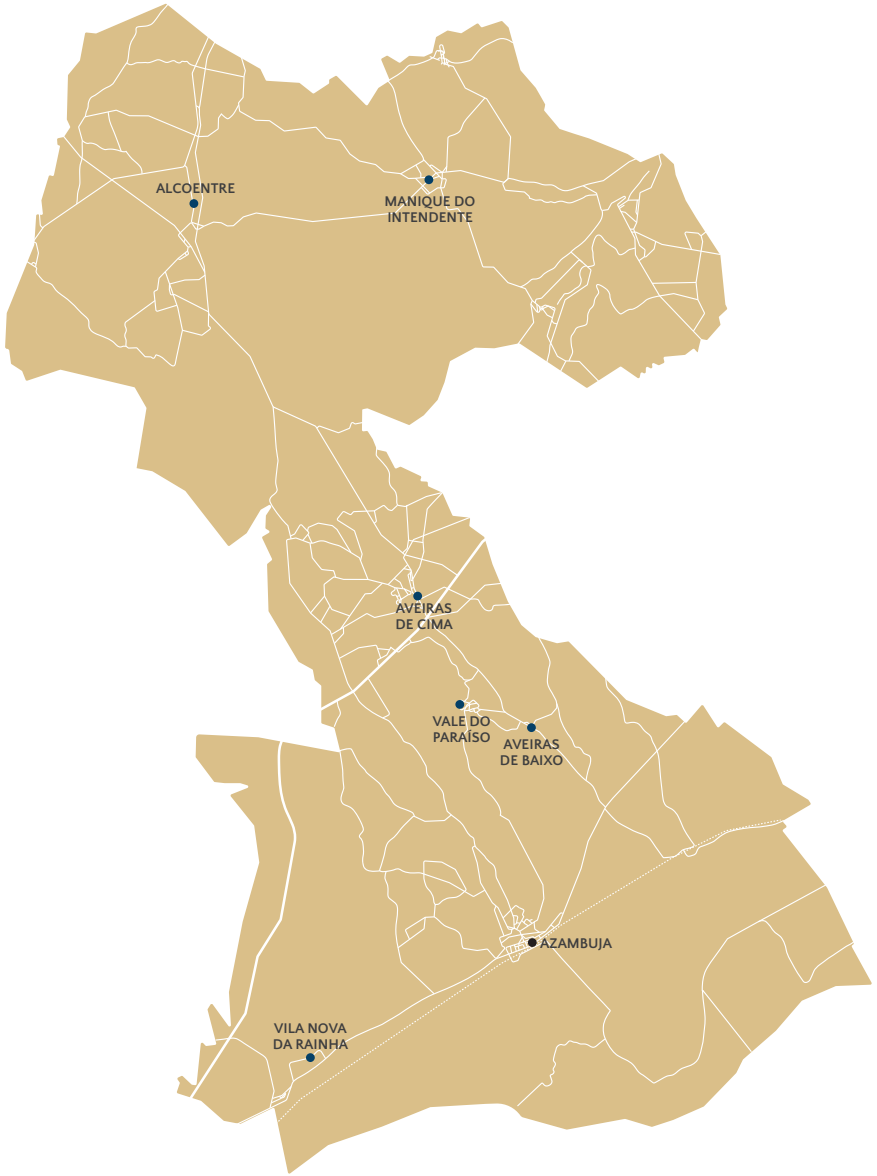 ALCOENTRE
MANIQUE DO
INTENDENTE
AVEIRAS
DE CIMA
VALE DO
PARAÍSO
AVEIRAS
DE BAIXO
AZAMBUJA
VILA NOVA
DA RAINHA